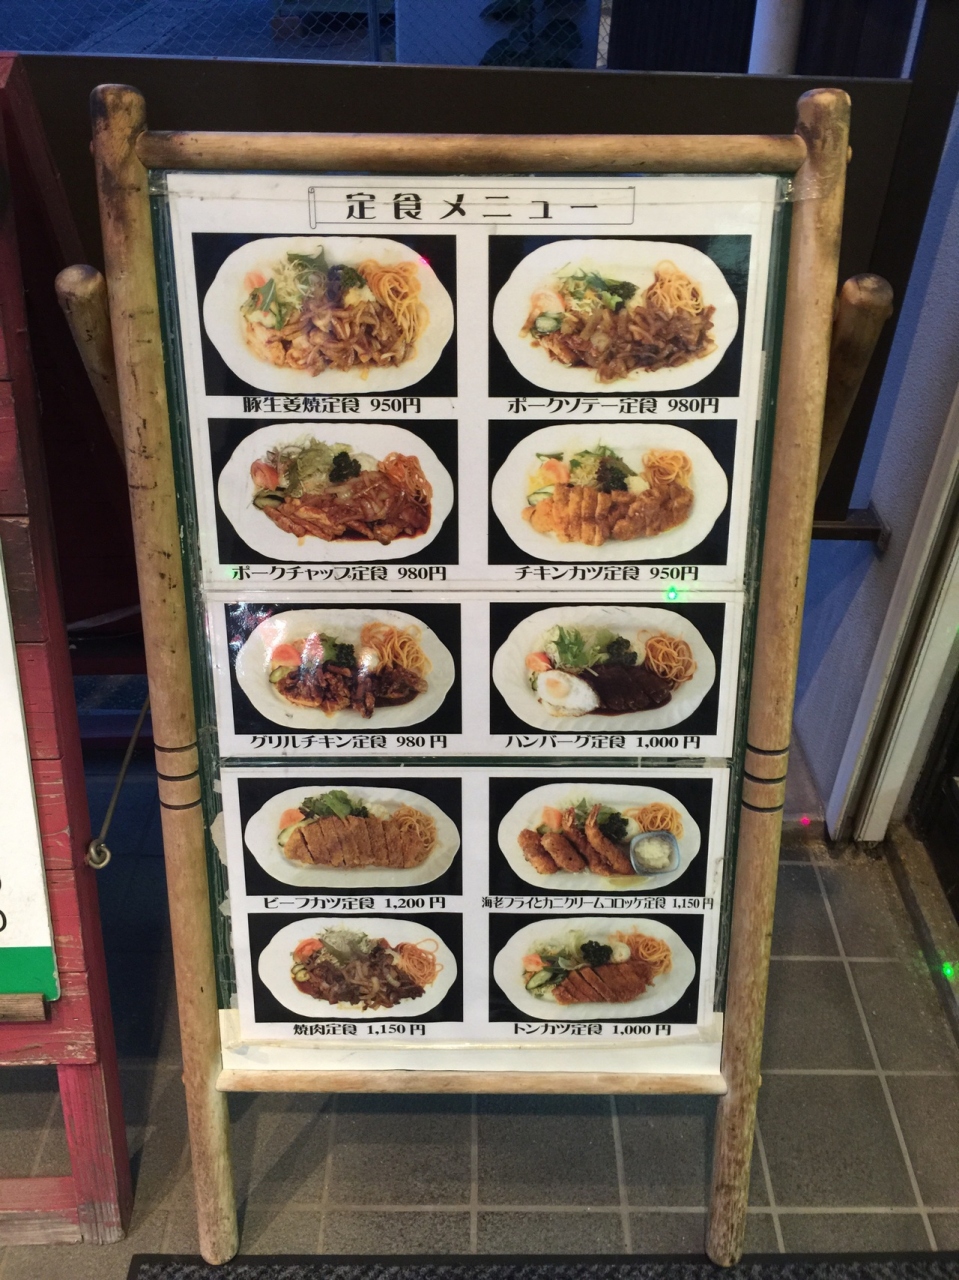 定食メニュー
豚生姜焼定食 950円
ポークソテー定食 980円
ポークチャップ定食 980円
チキンカツ定食 950円
グリルチキン定食 980円
ハンバーグ定食 1,000円
ビーフカツ定食 1,200円
海老フライとカニクリームコロッケ定食 1,150円
焼肉定食 1,150円
トンカツ定食 1,000円